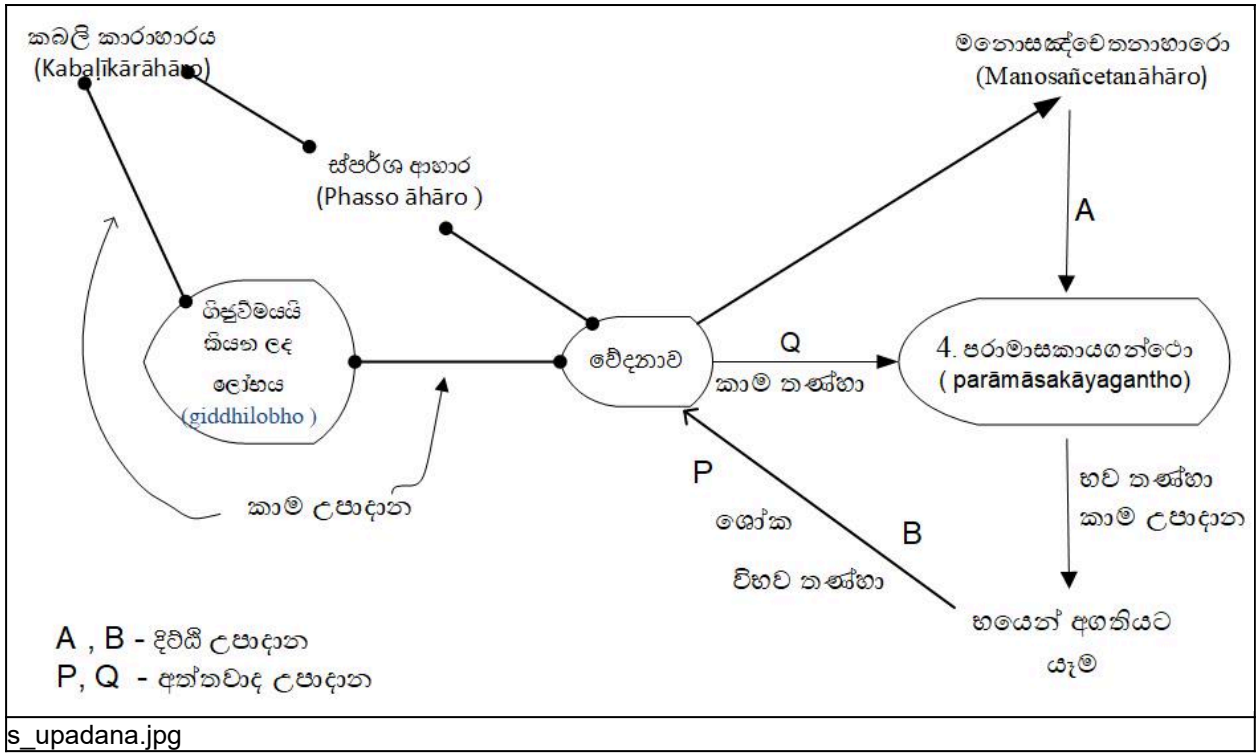 කබලි කාරාහාරය
(Kabaḷīkārāhāro)
මනොසඤ්චෙතනාහාරො
(Manosañcetanāhāro)
ස්පර්ශ ආහාර
(Phasso āhāro )
A
ගිජුව්මයයි
කියන ලද
ලෝභය
(giddhilobho )
වේදනාව
Q
කාම තණ්හා
4. පරාමාසකායගන්ථො
( parāmāsakāyagantho)
P
ශෝක
B
විභව තණ්හා
භව තණ්හා
කාම උපාදාන
කාම උපාදාන
භයෙන් අගතියට
යෑම
A , B - දිට්ඨි උපාදාන
P, Q - අත්තවාද උපාදාන
s_upadana.jpg